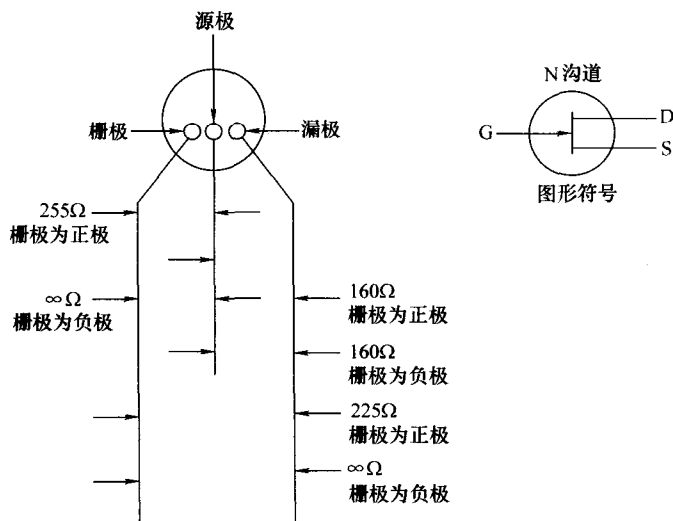 源极
栅极
漏极
N沟道
G
D
S
图形符号
255Ω
栅极为正极
∞Ω
栅极为负极
160Ω
栅极为正极
160Ω
栅极为负极
225Ω
栅极为正极
∞Ω
栅极为负极